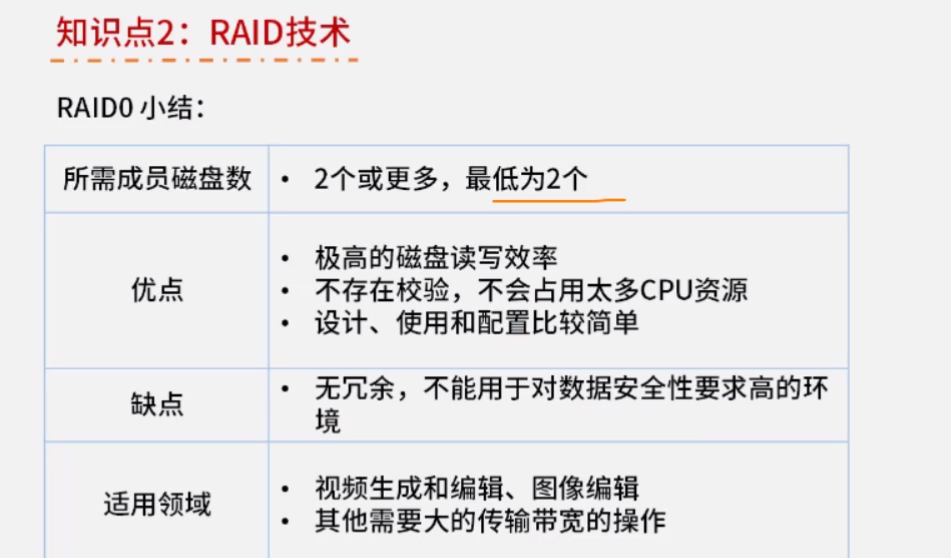 知识点2：RAID技术
RAID0 小结：
所需成员磁盘数
• 2个或更多，最低为2个
优点
• 极高的磁盘读写效率
• 不存在校验，不会占用太多CPU资源
• 设计、使用和配置比较简单
缺点
• 无冗余，不能用于对数据安全性要求高的环
境
适用领域
• 视频生成和编辑、图像编辑
• 其他需要大的传输带宽的操作